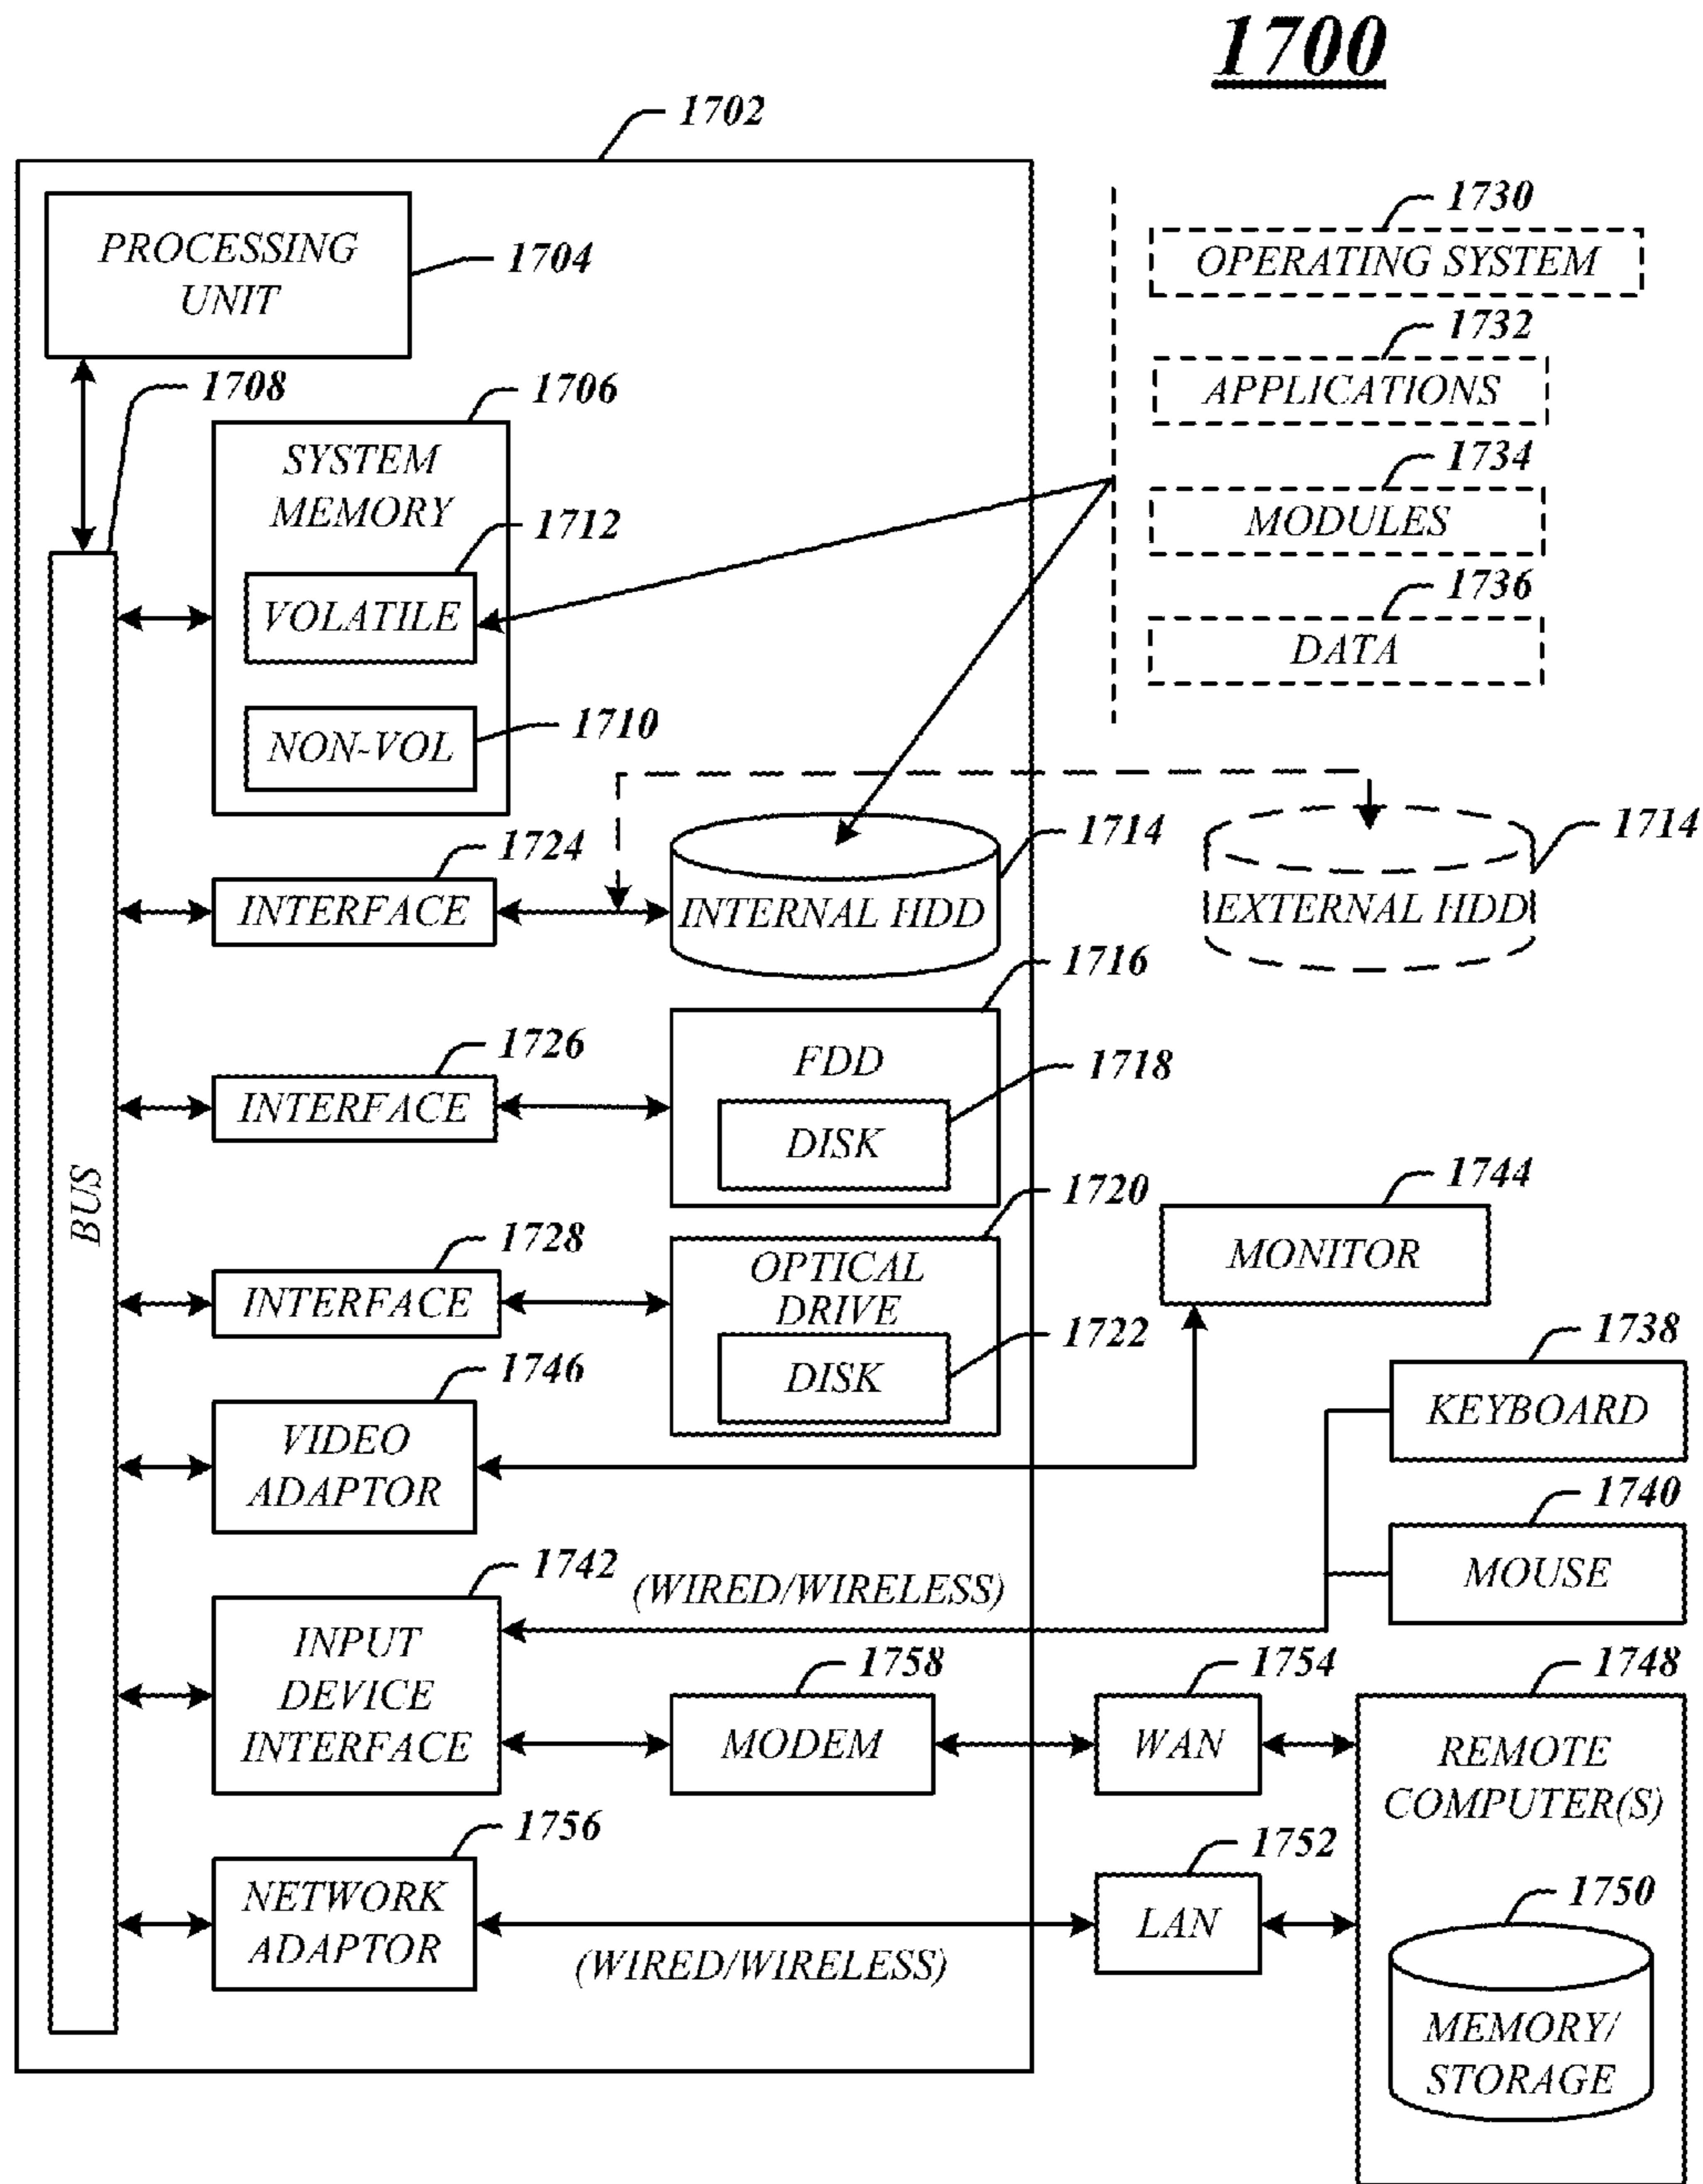 1700
1702
PROCESSING
UNIT
1704
1708
1706
SYSTEM
MEMORY
1712
VOLATILE
1710
NON-VOL
1730
OPERATING SYSTEM
1732
APPLICATIONS
1734
MODULES
1736
DATA
1724
INTERFACE
1714
INTERNAL HDD
1714
EXTERNAL HDD
1716
FDD
1726
INTERFACE
1718
DISK
BUS
1720
OPTICAL
DRIVE
1728
INTERFACE
1722
DISK
1744
MONITOR
1746
VIDEO
ADAPTOR
1738
KEYBOARD
1740
MOUSE
1742
INPUT
DEVICE
INTERFACE
(WIRED/WIRELESS)
1758
MODEM
1754
WAN
1748
REMOTE
COMPUTER(S)
1756
NETWORK
ADAPTOR
(WIRED/WIRELESS)
1752
LAN
1750
MEMORY/
STORAGE